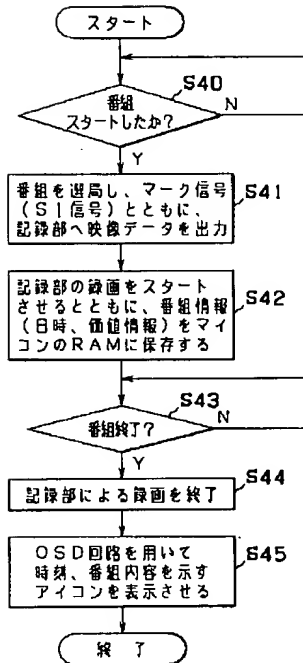 スタート
S40
番組
スタートしたか?
N
Y
S41
番組を選局し、マーク信号
(S1信号)とともに、
記録部へ映像データを出力
S42
記録部の録画をスタート
させるとともに、番組情報
(日時、価値情報)をマイ
コンのRAMに保存する
S43
番組終了?
N
Y
S44
記録部による録画を終了
S45
OSD回路を用いて
時刻、番組内容を示す
アイコンを表示させる
終了